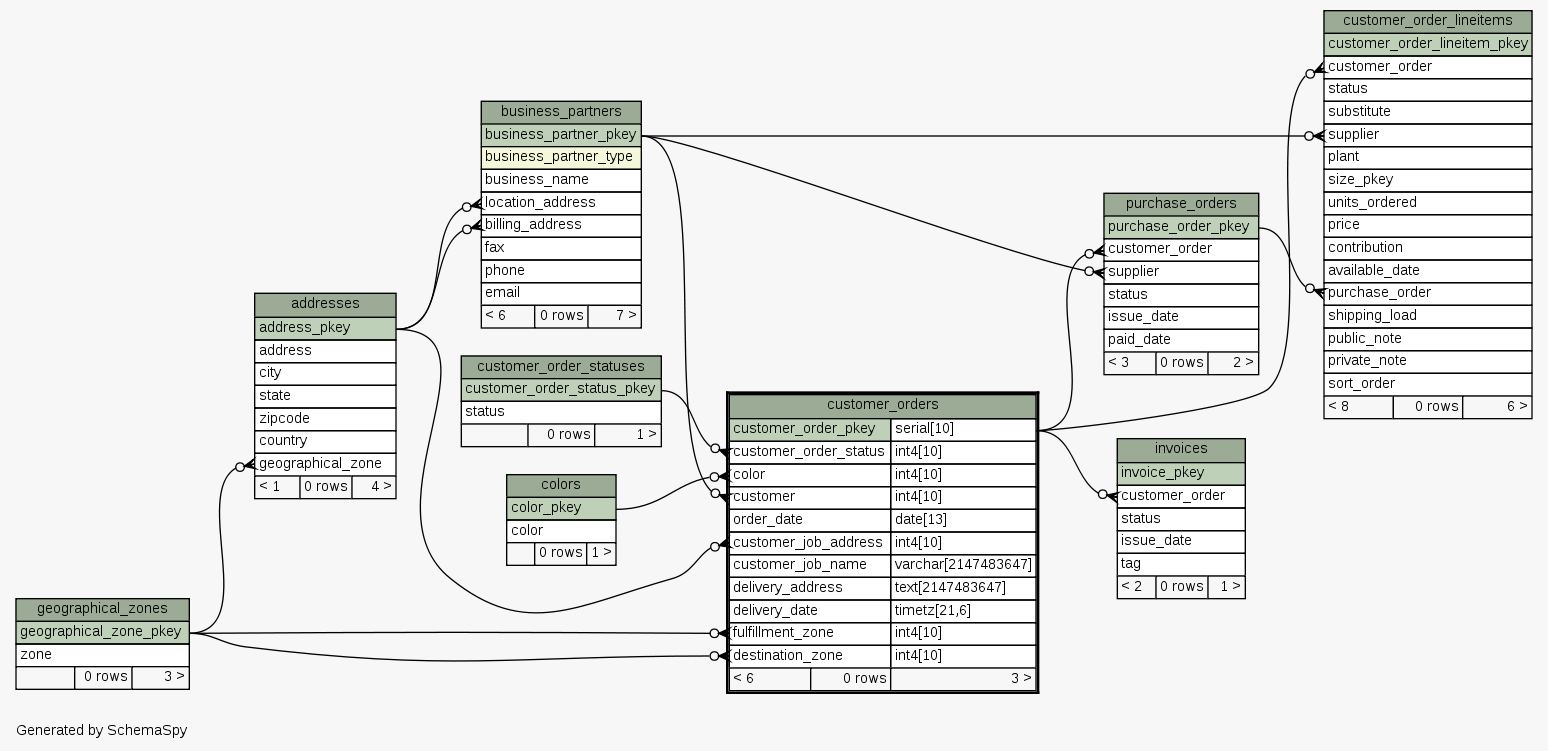 customer_order_lineitems
customer_order_lineitem_pkey
customer_order
status
substitute
supplier
plant
size_pkey
units_ordered
price
contribution
available_date
purchase_order
shipping_load
public_note
private_note
sort_order
< 8 0 rows 6 >
business_partners
business_partner_pkey
business_partner_type
business_name
location_address
billing_address
fax
phone
email
< 6 0 rows 7 >
purchase_orders
purchase_order_pkey
customer_order
supplier
status
issue_date
paid_date
< 3 0 rows 2 >
addresses
address_pkey
address
city
state
zipcode
country
geographical_zone
< 1 0 rows 4 >
customer_order_statuses
customer_order_status_pkey
status
0 rows 1 >
customer_orders
customer_order_pkey serial[10]
customer_order_status int4[10]
color int4[10]
customer int4[10]
order_date date[13]
customer_job_address int4[10]
customer_job_name varchar[2147483647]
delivery_address text[2147483647]
delivery_date timetz[21,6]
fulfillment_zone int4[10]
destination_zone int4[10]
< 6 0 rows 3 >
invoices
invoice_pkey
customer_order
status
issue_date
tag
< 2 0 rows 1 >
colors
color_pkey
color
0 rows 1 >
geographical_zones
geographical_zone_pkey
zone
0 rows 3 >
Generated by SchemaSpy